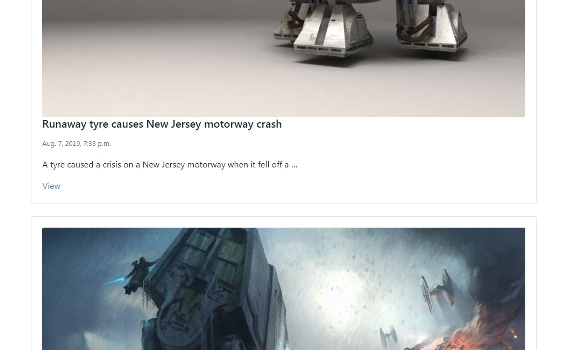 Runaway tyre causes New Jersey motorway crash
Aug. 7, 2019, 7:33 p.m.
A tyre caused a crisis on a New Jersey motorway when it fell off a ...
View